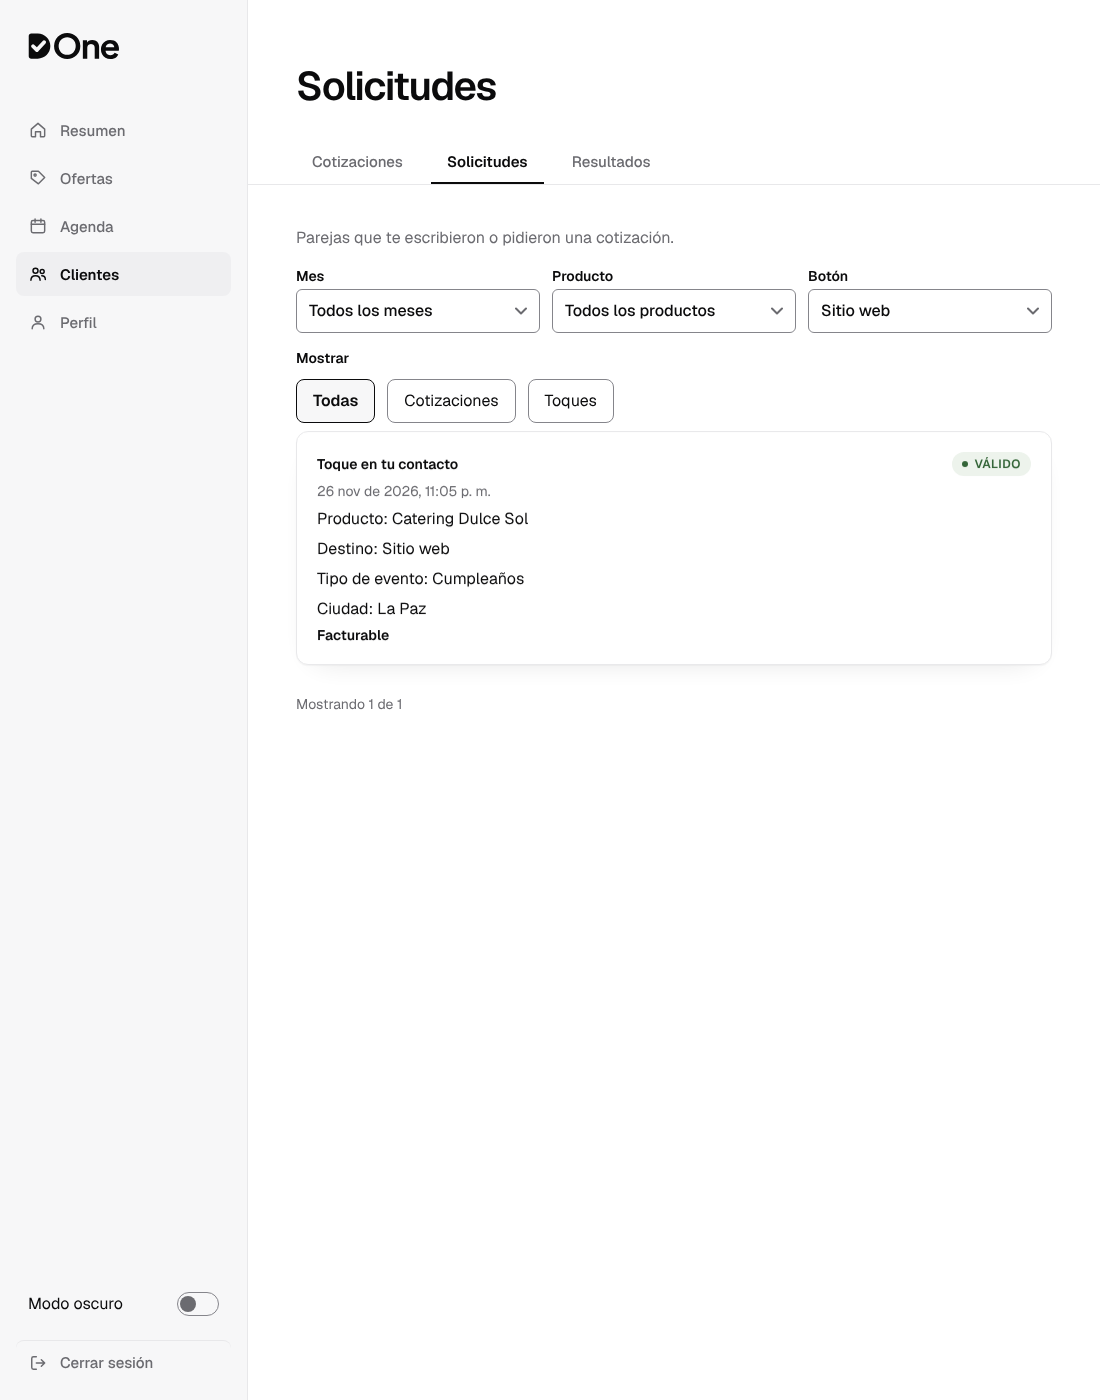 One
Resumen
Ofertas
Agenda
Clientes
Perfil
Modo oscuro
Cerrar sesión
Solicitudes
Cotizaciones
Solicitudes
Resultados
Parejas que te escribieron o pidieron una cotización.
Mes
Producto
Botón
Todos los meses
Todos los productos
Sitio web
Mostrar
Todas
Cotizaciones
Toques
Toque en tu contacto
VÁLIDO
26 nov de 2026, 11:05 p. m.
Producto: Catering Dulce Sol
Destino: Sitio web
Tipo de evento: Cumpleaños
Ciudad: La Paz
Facturable
Mostrando 1 de 1